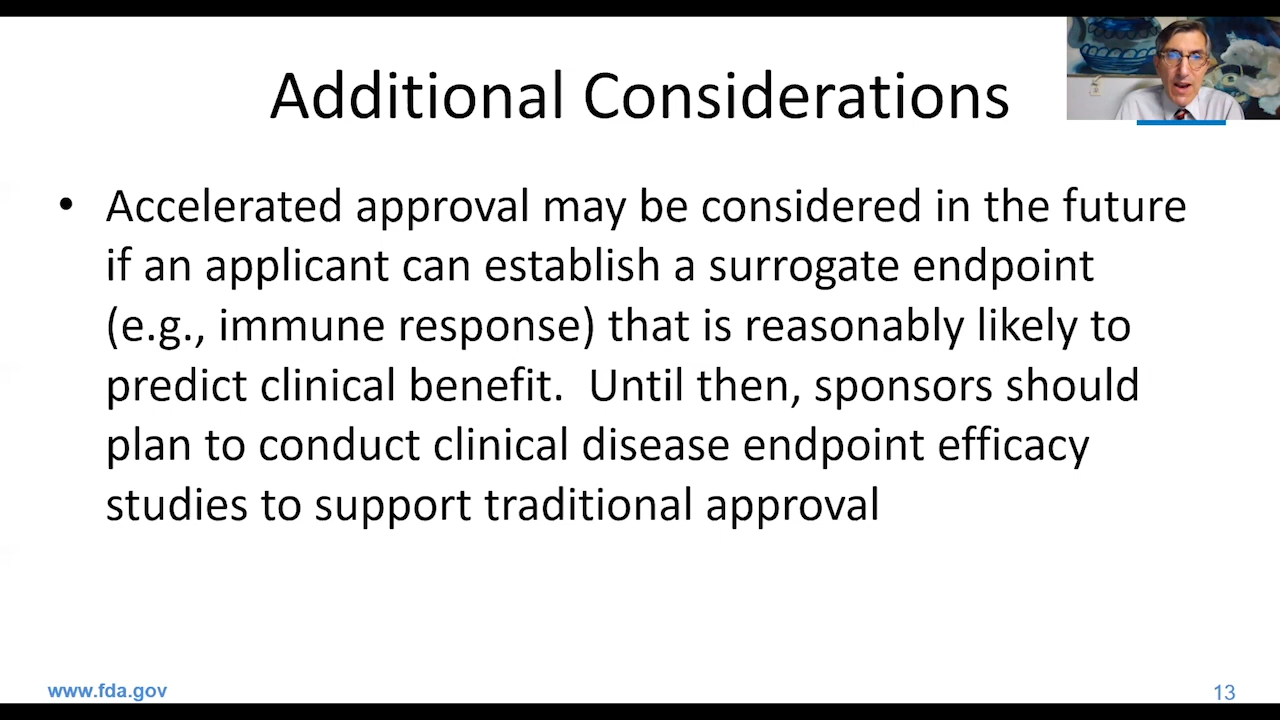 Additional Considerations
• Accelerated approval may be considered in the future
if an applicant can establish a surrogate endpoint
(e.g., immune response) that is reasonably likely to
predict clinical benefit.  Until then, sponsors should
plan to conduct clinical disease endpoint efficacy
studies to support traditional approval
www.fda.gov
13